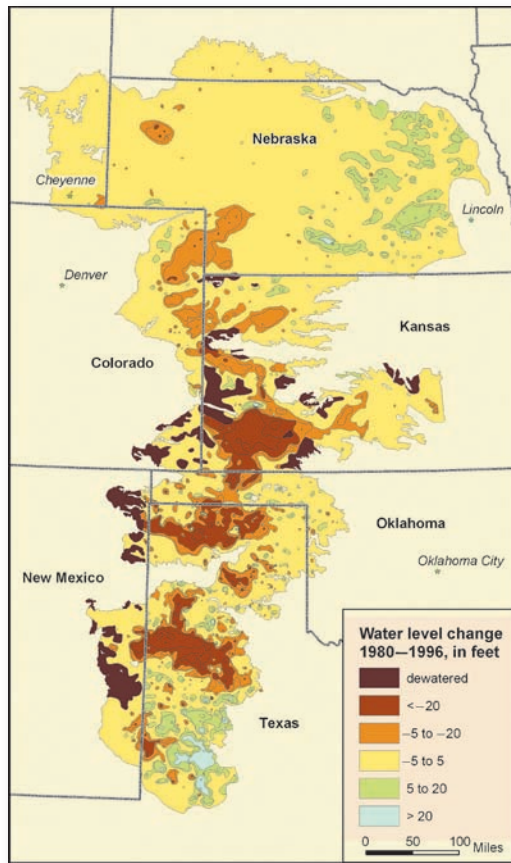 Nebraska
Cheyenne
Lincoln
Denver
Kansas
Colorado
Oklahoma
Oklahoma City
New Mexico
Texas
Water level change
1980—1996, in feet
dewatered
<−20
−5 to −20
−5 to 5
5 to 20
> 20
0 50 100
Miles